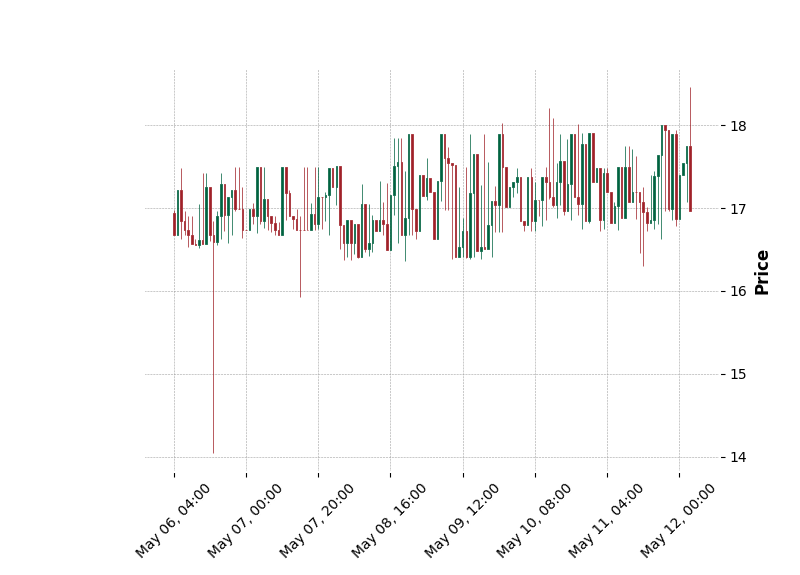 18
17
16
15
14
Price
May 06, 04:00
May 07, 00:00
May 07, 20:00
May 08, 16:00
May 09, 12:00
May 10, 08:00
May 11, 04:00
May 12, 00:00